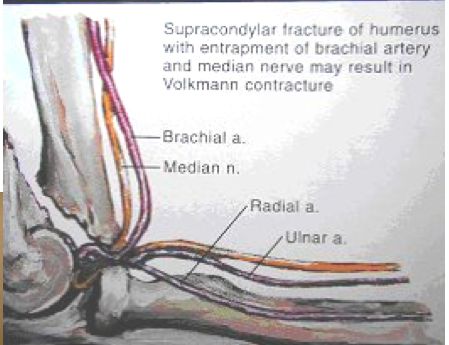 Supracondylar fracture of humerus
with entrapment of brachial artery
and median nerve may result in
Volkmann contracture
Brachial a.
Median n.
Radial a.
Ulnar a.